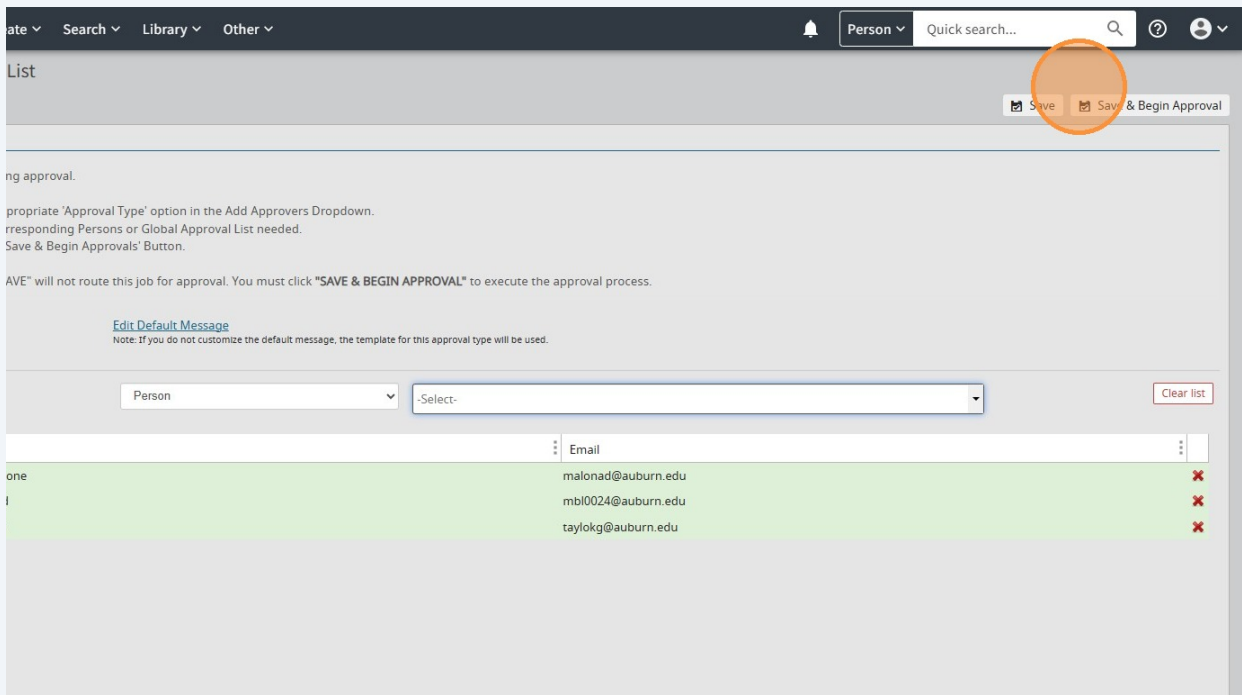 ate Search Library Other Person Quick search...
List
Save Save & Begin Approval
ng approval.
propriate 'Approval Type' option in the Add Approvers Dropdown.
rresponding Persons or Global Approval List needed.
Save & Begin Approvals' Button.
AVE" will not route this job for approval. You must click "SAVE & BEGIN APPROVAL" to execute the approval process.
Edit Default Message
Note: If you do not customize the default message, the template for this approval type will be used.
Person -Select- Clear list
Email
one malonad@auburn.edu
mbl0024@auburn.edu
taylokg@auburn.edu